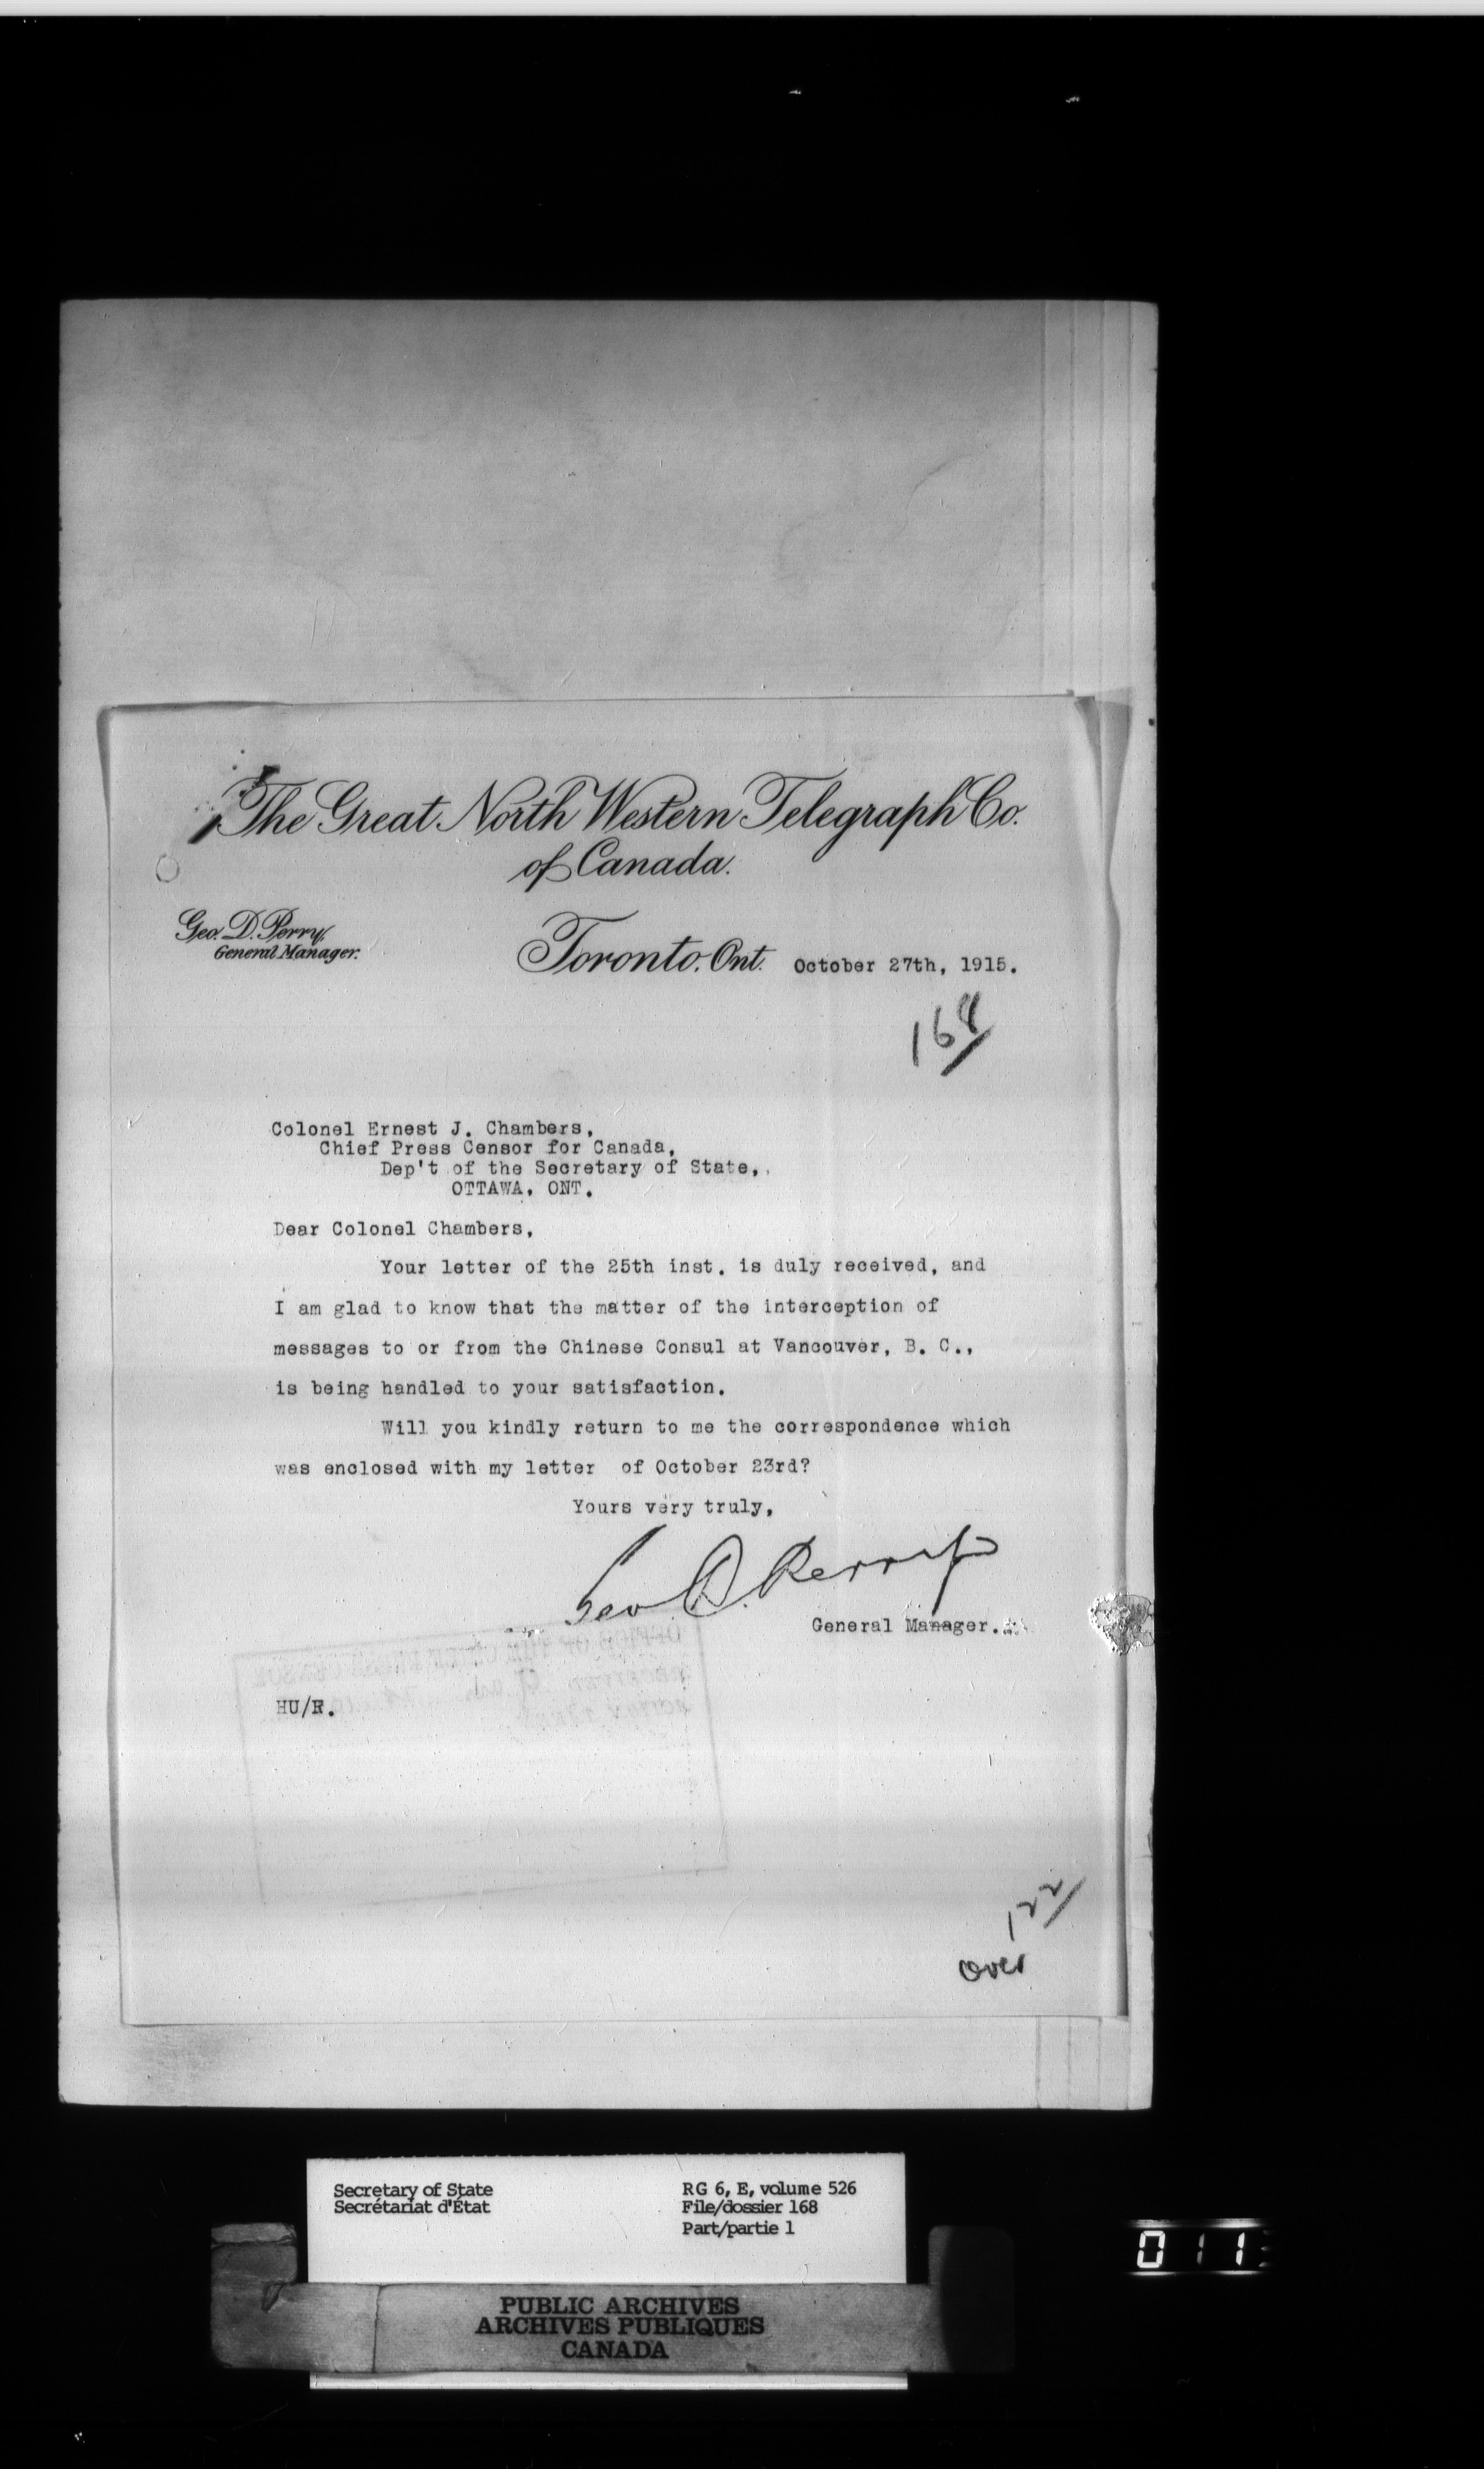 The Great North Western Telegraph Co.
of Canada.
Geo. D. Perry,
General Manager.
Toronto, Ont. October 27th, 1915.
168
Colonel Ernest J. Chambers,
Chief Press Censor for Canada,
Dep't of the Secretary of State,
OTTAWA, ONT.
Dear Colonel Chambers,
Your letter of the 25th inst. is duly received, and
I am glad to know that the matter of the interception of
messages to or from the Chinese Consul at Vancouver, B. C.,
is being handled to your satisfaction.
Will you kindly return to me the correspondence which
was enclosed with my letter of October 23rd?
Yours very truly,
Geo D. Perry
General Manager.
HU/F.
122
over
Secretary of State
Secrétariat d'État
RG 6, E, volume 526
File/dossier 168
Part/partie 1
PUBLIC ARCHIVES
ARCHIVES PUBLIQUES
CANADA
011